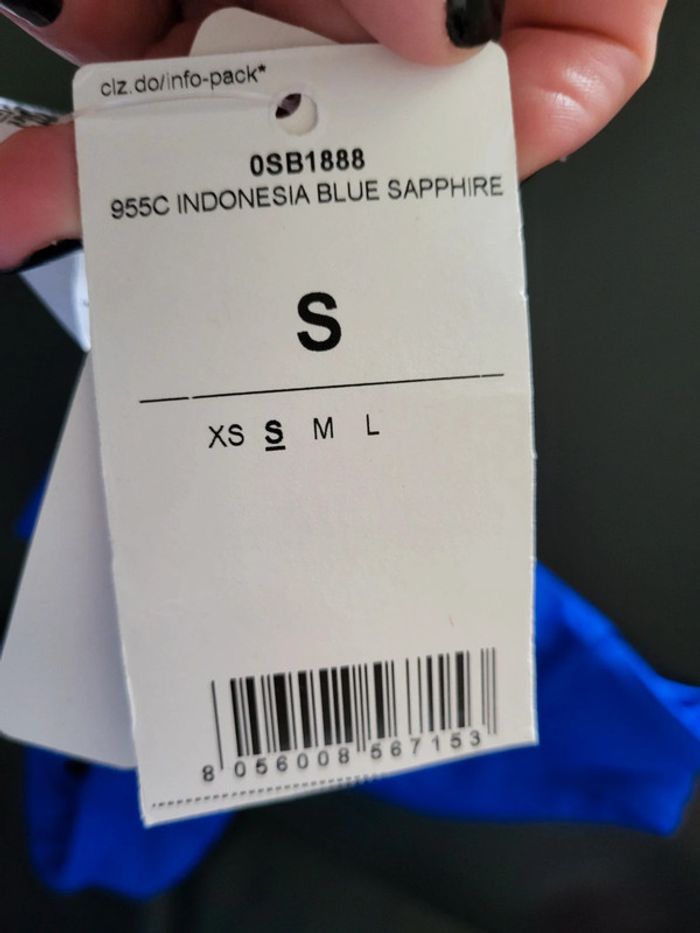 clz.do/info-pack*
0SB1888
955C INDONESIA BLUE SAPPHIRE
S
XS S M L
8 056008 567153